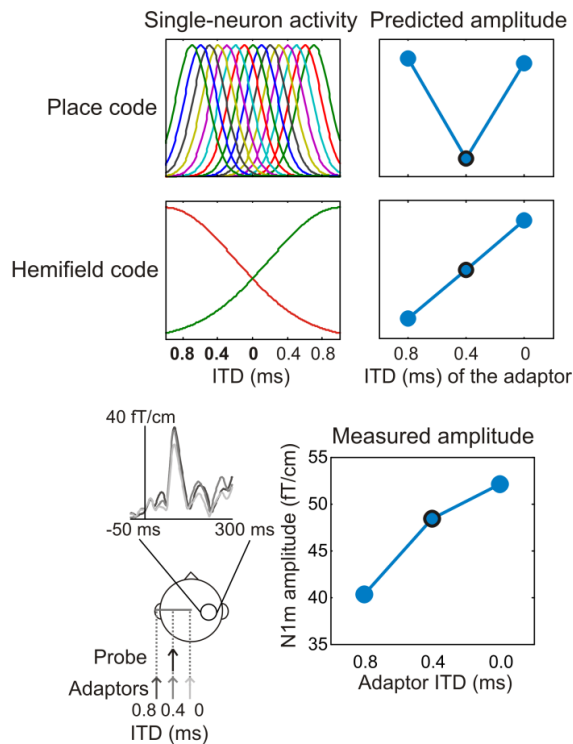 Single-neuron activity
Predicted amplitude
Place code
Hemifield code
0.8 0.4 0 0.4 0.8
ITD (ms)
0.8 0.4 0
ITD (ms) of the adaptor
40 fT/cm
-50 ms 300 ms
Probe
Adaptors
0.8 0.4 0
ITD (ms)
Measured amplitude
N1m amplitude (fT/cm)
55
50
45
40
35
0.8 0.4 0.0
Adaptor ITD (ms)